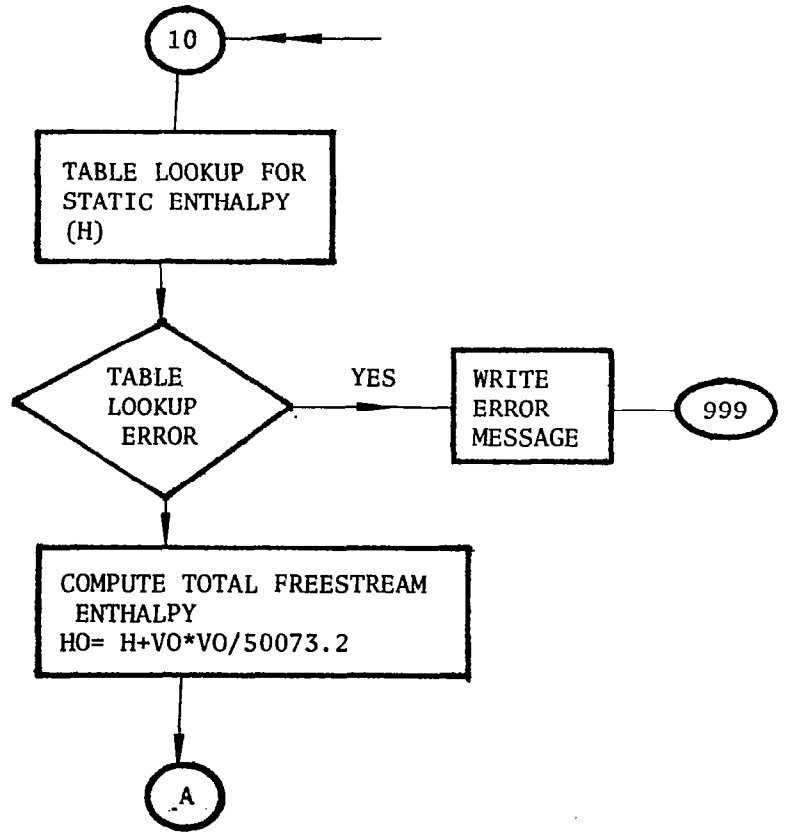 10
TABLE LOOKUP FOR
STATIC ENTHALPY
(H)
TABLE
LOOKUP
ERROR
YES
WRITE
ERROR
MESSAGE
999
COMPUTE TOTAL FREESTREAM
ENTHALPY
HO= H+VO*VO/50073.2
A